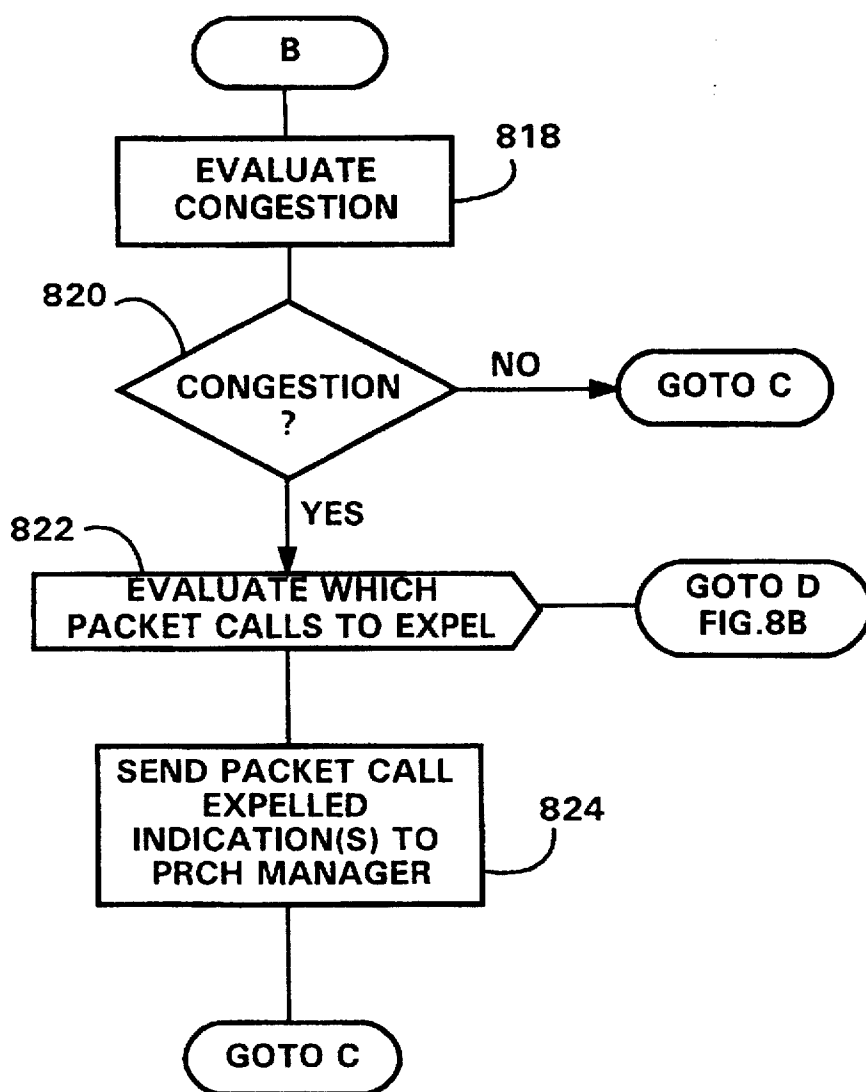 B
EVALUATE
CONGESTION
818
820
CONGESTION
?
NO
GOTO C
YES
822
EVALUATE WHICH
PACKET CALLS TO EXPEL
GOTO D
FIG.8B
SEND PACKET CALL
EXPELLED
INDICATION(S) TO
PRCH MANAGER
824
GOTO C